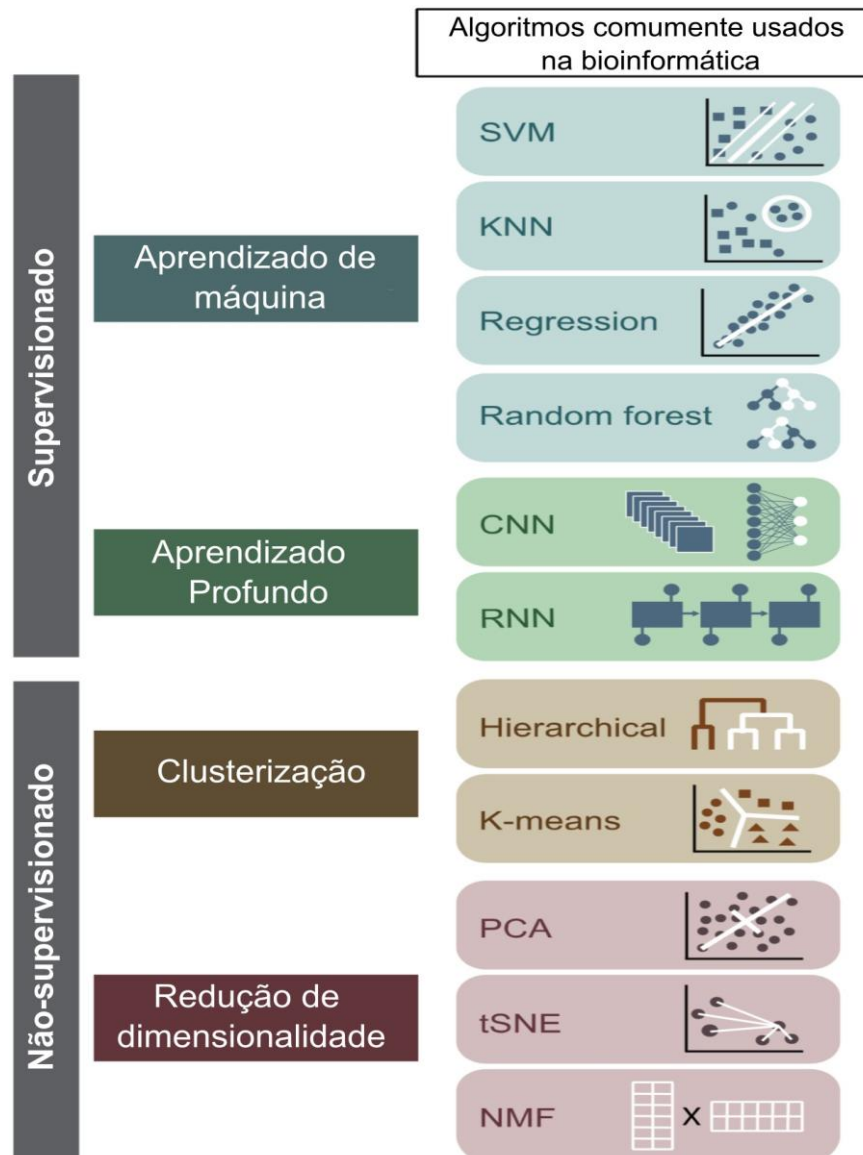 Algoritmos comumente usados
na bioinformática
Supervisionado
Aprendizado de
máquina
SVM
KNN
Regression
Random forest
Aprendizado
Profundo
CNN
RNN
Não-supervisionado
Clusterização
Hierarchical
K-means
Redução de
dimensionalidade
PCA
tSNE
NMF
X